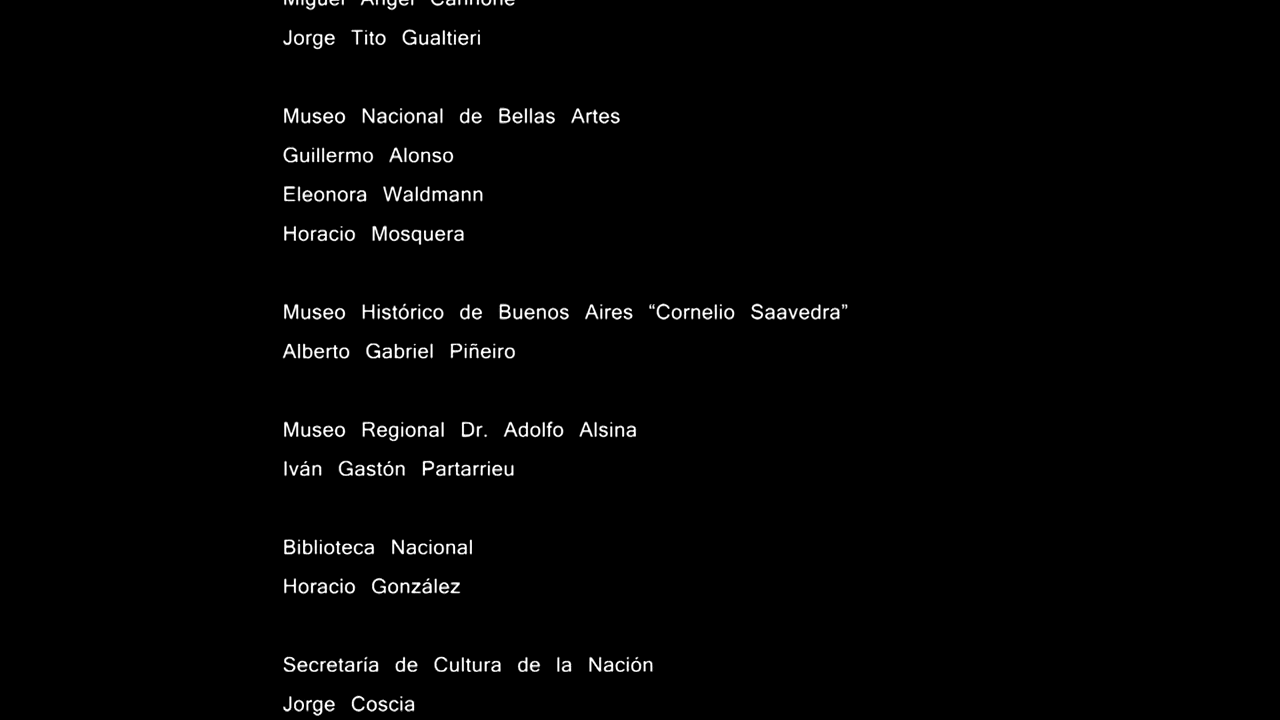 Jorge Tito Gualtieri
Museo Nacional de Bellas Artes
Guillermo Alonso
Eleonora Waldmann
Horacio Mosquera
Museo Histórico de Buenos Aires “Cornelio Saavedra”
Alberto Gabriel Piñeiro
Museo Regional Dr. Adolfo Alsina
Iván Gastón Partarrieu
Biblioteca Nacional
Horacio González
Secretaría de Cultura de la Nación
Jorge Coscia